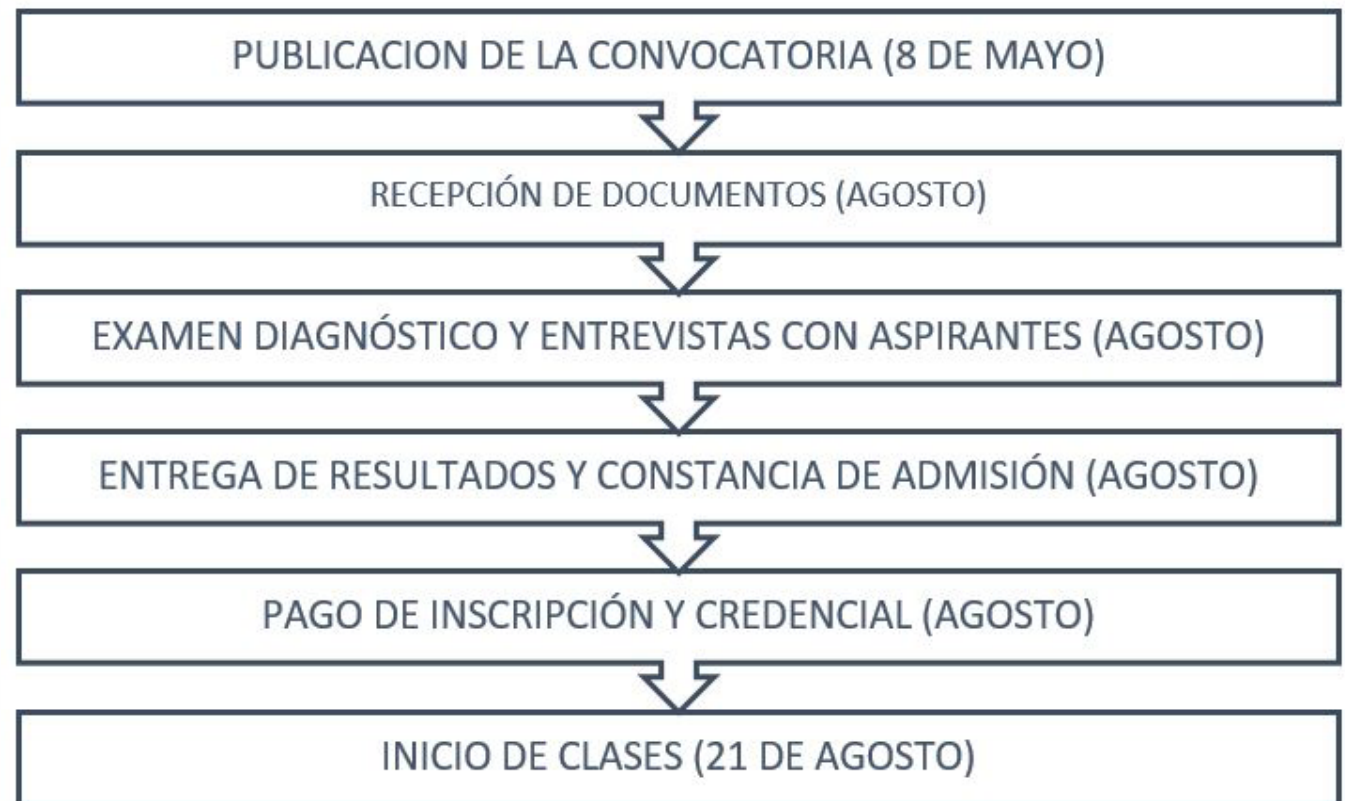 PUBLICACION DE LA CONVOCATORIA (8 DE MAYO)
RECEPCIÓN DE DOCUMENTOS (AGOSTO)
EXAMEN DIAGNÓSTICO Y ENTREVISTAS CON ASPIRANTES (AGOSTO)
ENTREGA DE RESULTADOS Y CONSTANCIA DE ADMISIÓN (AGOSTO)
PAGO DE INSCRIPCIÓN Y CREDENCIAL (AGOSTO)
INICIO DE CLASES (21 DE AGOSTO)